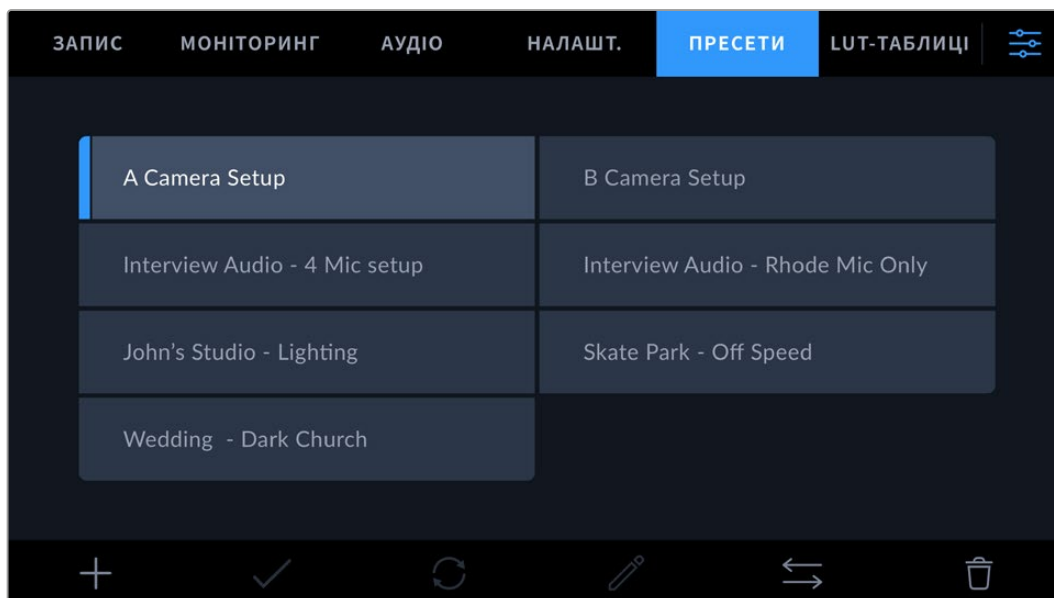 ЗАПИС МОНІТОРИНГ АУДІО НАЛАШТ. ПРЕСЕТИ LUT-ТАБЛИЦІ
A Camera Setup B Camera Setup
Interview Audio - 4 Mic setup Interview Audio - Rhode Mic Only
John’s Studio - Lighting Skate Park - Off Speed
Wedding - Dark Church